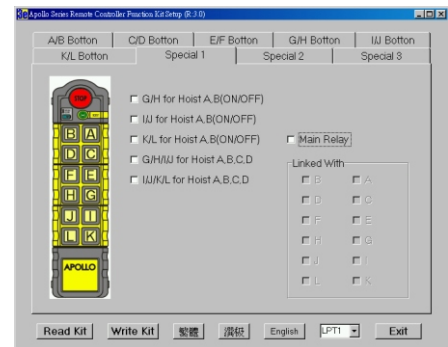 Apollo Series Remote Controller Function Kit Setup (R:3.0)
A/B Botton C/D Botton E/F Botton G/H Botton I/J Botton
K/L Botton Special 1 Special 2 Special 3
STOP
B A
D C
F E
H G
J I
L K
APOLLO
G/H for Hoist A,B(ON/OFF)
I/J for Hoist A,B(ON/OFF)
K/L for Hoist A,B(ON/OFF)
G/H/I/J for Hoist A,B,C,D
I/J/K/L for Hoist A,B,C,D
Main Relay
Linked With
B A
D C
F E
H G
J I
L K
Read Kit Write Kit 繁體 English LPT1 Exit